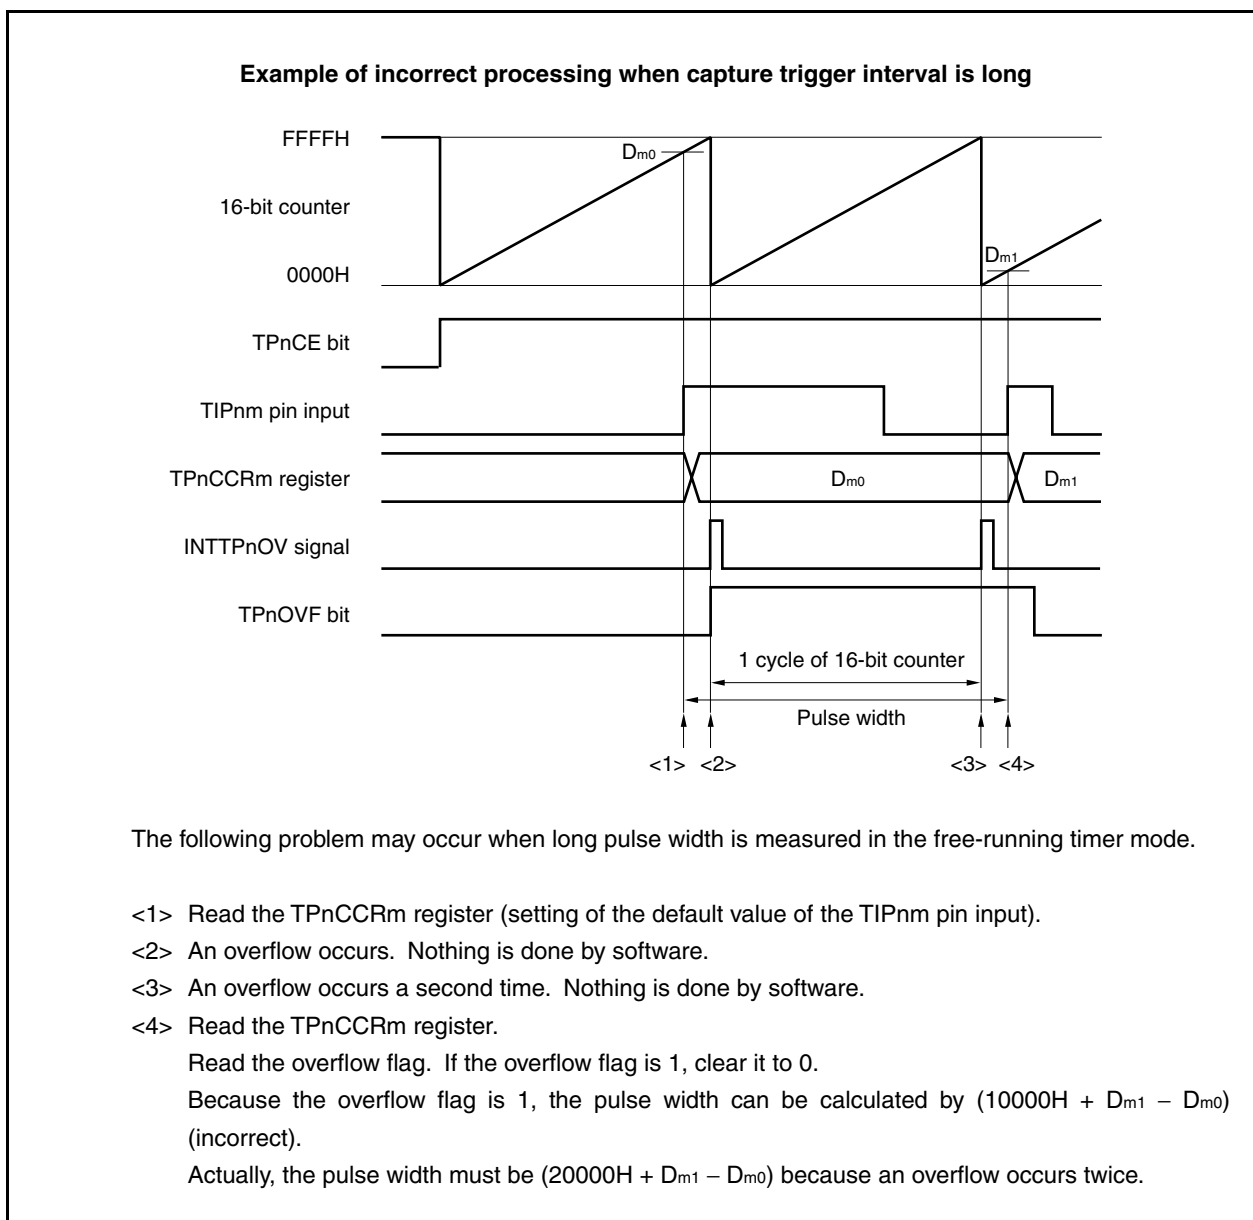 Example of incorrect processing when capture trigger interval is long
FFFFH
Dm0
16-bit counter
Dm1
0000H
TPnCE bit
TIPnm pin input
TPnCCRm register
Dm0
Dm1
INTTPnOV signal
TPnOVF bit
1 cycle of 16-bit counter
Pulse width
<1> <2> <3> <4>
The following problem may occur when long pulse width is measured in the free-running timer mode.
<1> Read the TPnCCRm register (setting of the default value of the TIPnm pin input).
<2> An overflow occurs. Nothing is done by software.
<3> An overflow occurs a second time. Nothing is done by software.
<4> Read the TPnCCRm register.
Read the overflow flag. If the overflow flag is 1, clear it to 0.
Because the overflow flag is 1, the pulse width can be calculated by (10000H + Dm1 – Dm0)
(incorrect).
Actually, the pulse width must be (20000H + Dm1 – Dm0) because an overflow occurs twice.